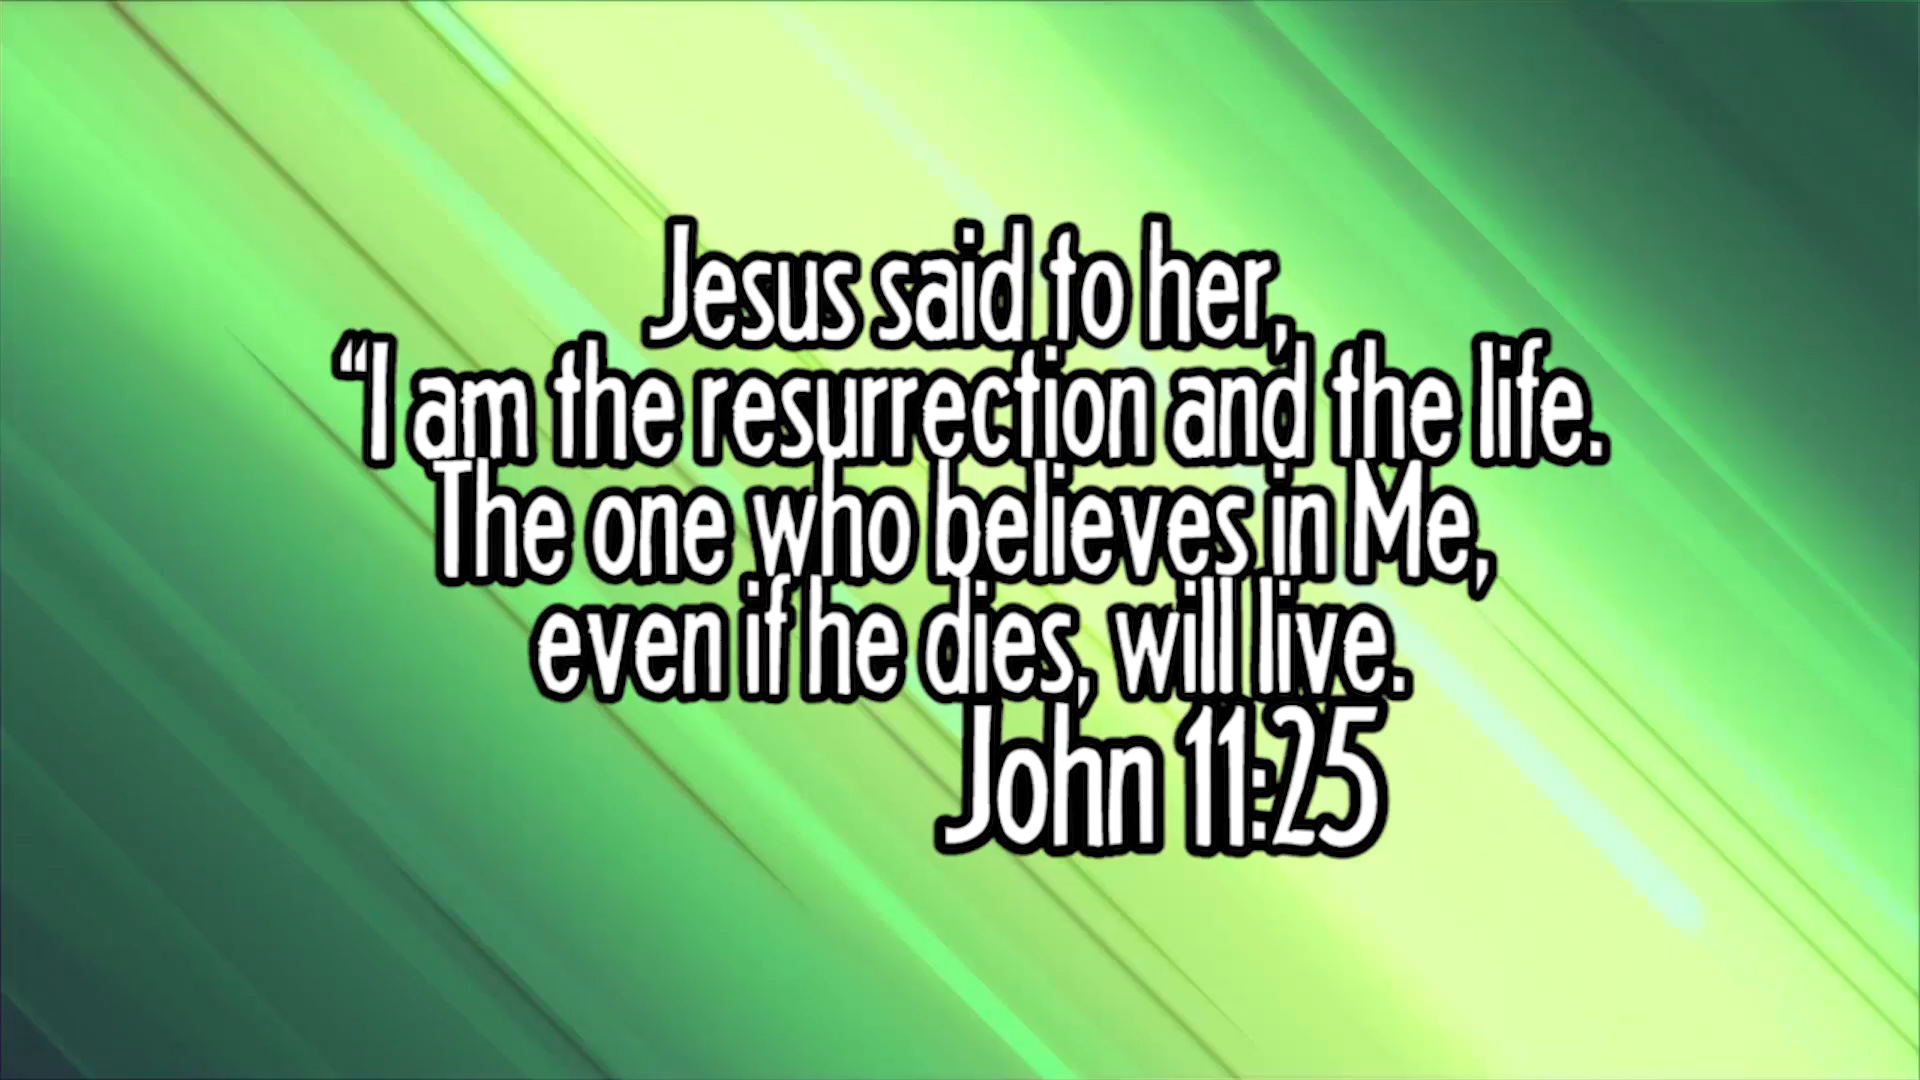 Jesus said to her,
“I am the resurrection and the life.
The one who believes in Me,
even if he dies, will live.
John 11:25